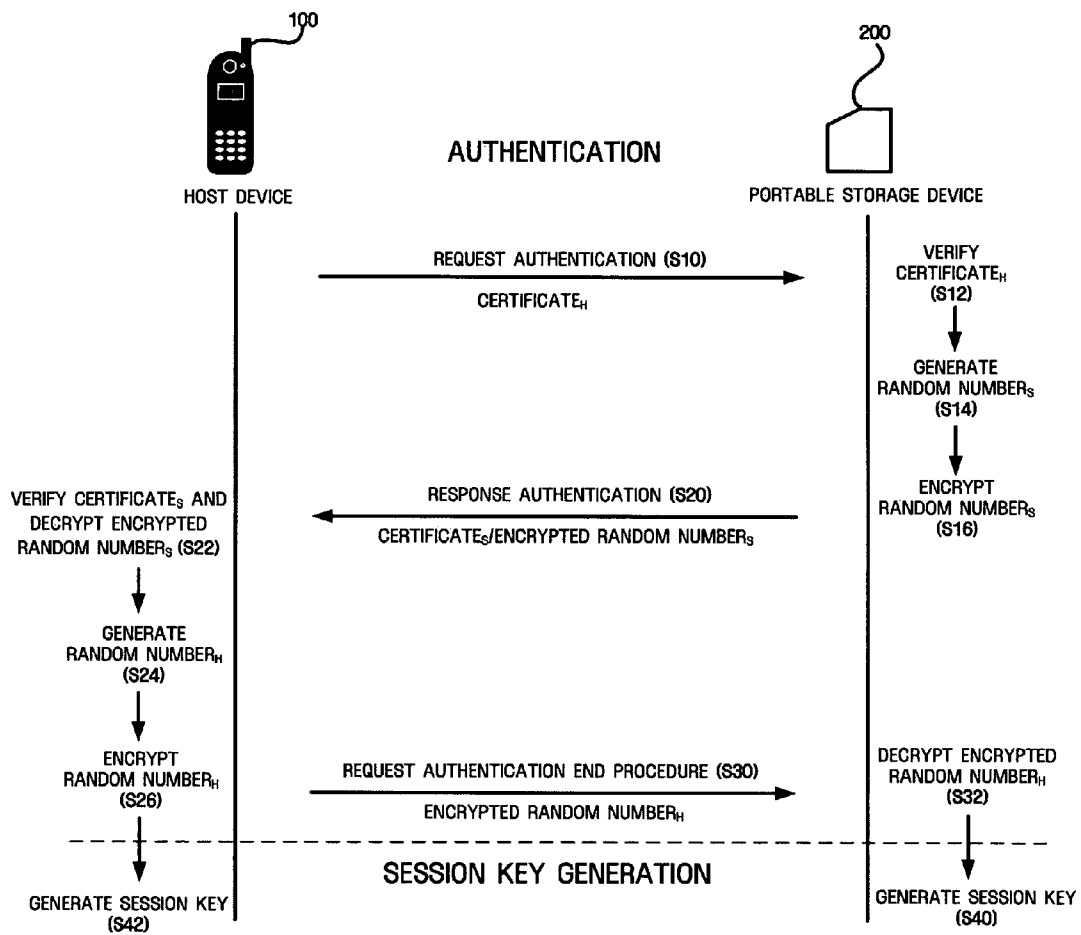 100
200
AUTHENTICATION
HOST DEVICE
PORTABLE STORAGE DEVICE
REQUEST AUTHENTICATION (S10)
CERTIFICATEH
VERIFY
CERTIFICATEH
(S12)
GENERATE
RANDOM NUMBERS
(S14)
ENCRYPT
RANDOM NUMBERS
(S16)
RESPONSE AUTHENTICATION (S20)
CERTIFICATES/ENCRYPTED RANDOM NUMBERS
VERIFY CERTIFICATES AND
DECRYPT ENCRYPTED
RANDOM NUMBERS (S22)
GENERATE
RANDOM NUMBERH
(S24)
ENCRYPT
RANDOM NUMBERH
(S26)
REQUEST AUTHENTICATION END PROCEDURE (S30)
ENCRYPTED RANDOM NUMBERH
DECRYPT ENCRYPTED
RANDOM NUMBERH
(S32)
SESSION KEY GENERATION
GENERATE SESSION KEY
(S42)
GENERATE SESSION KEY
(S40)